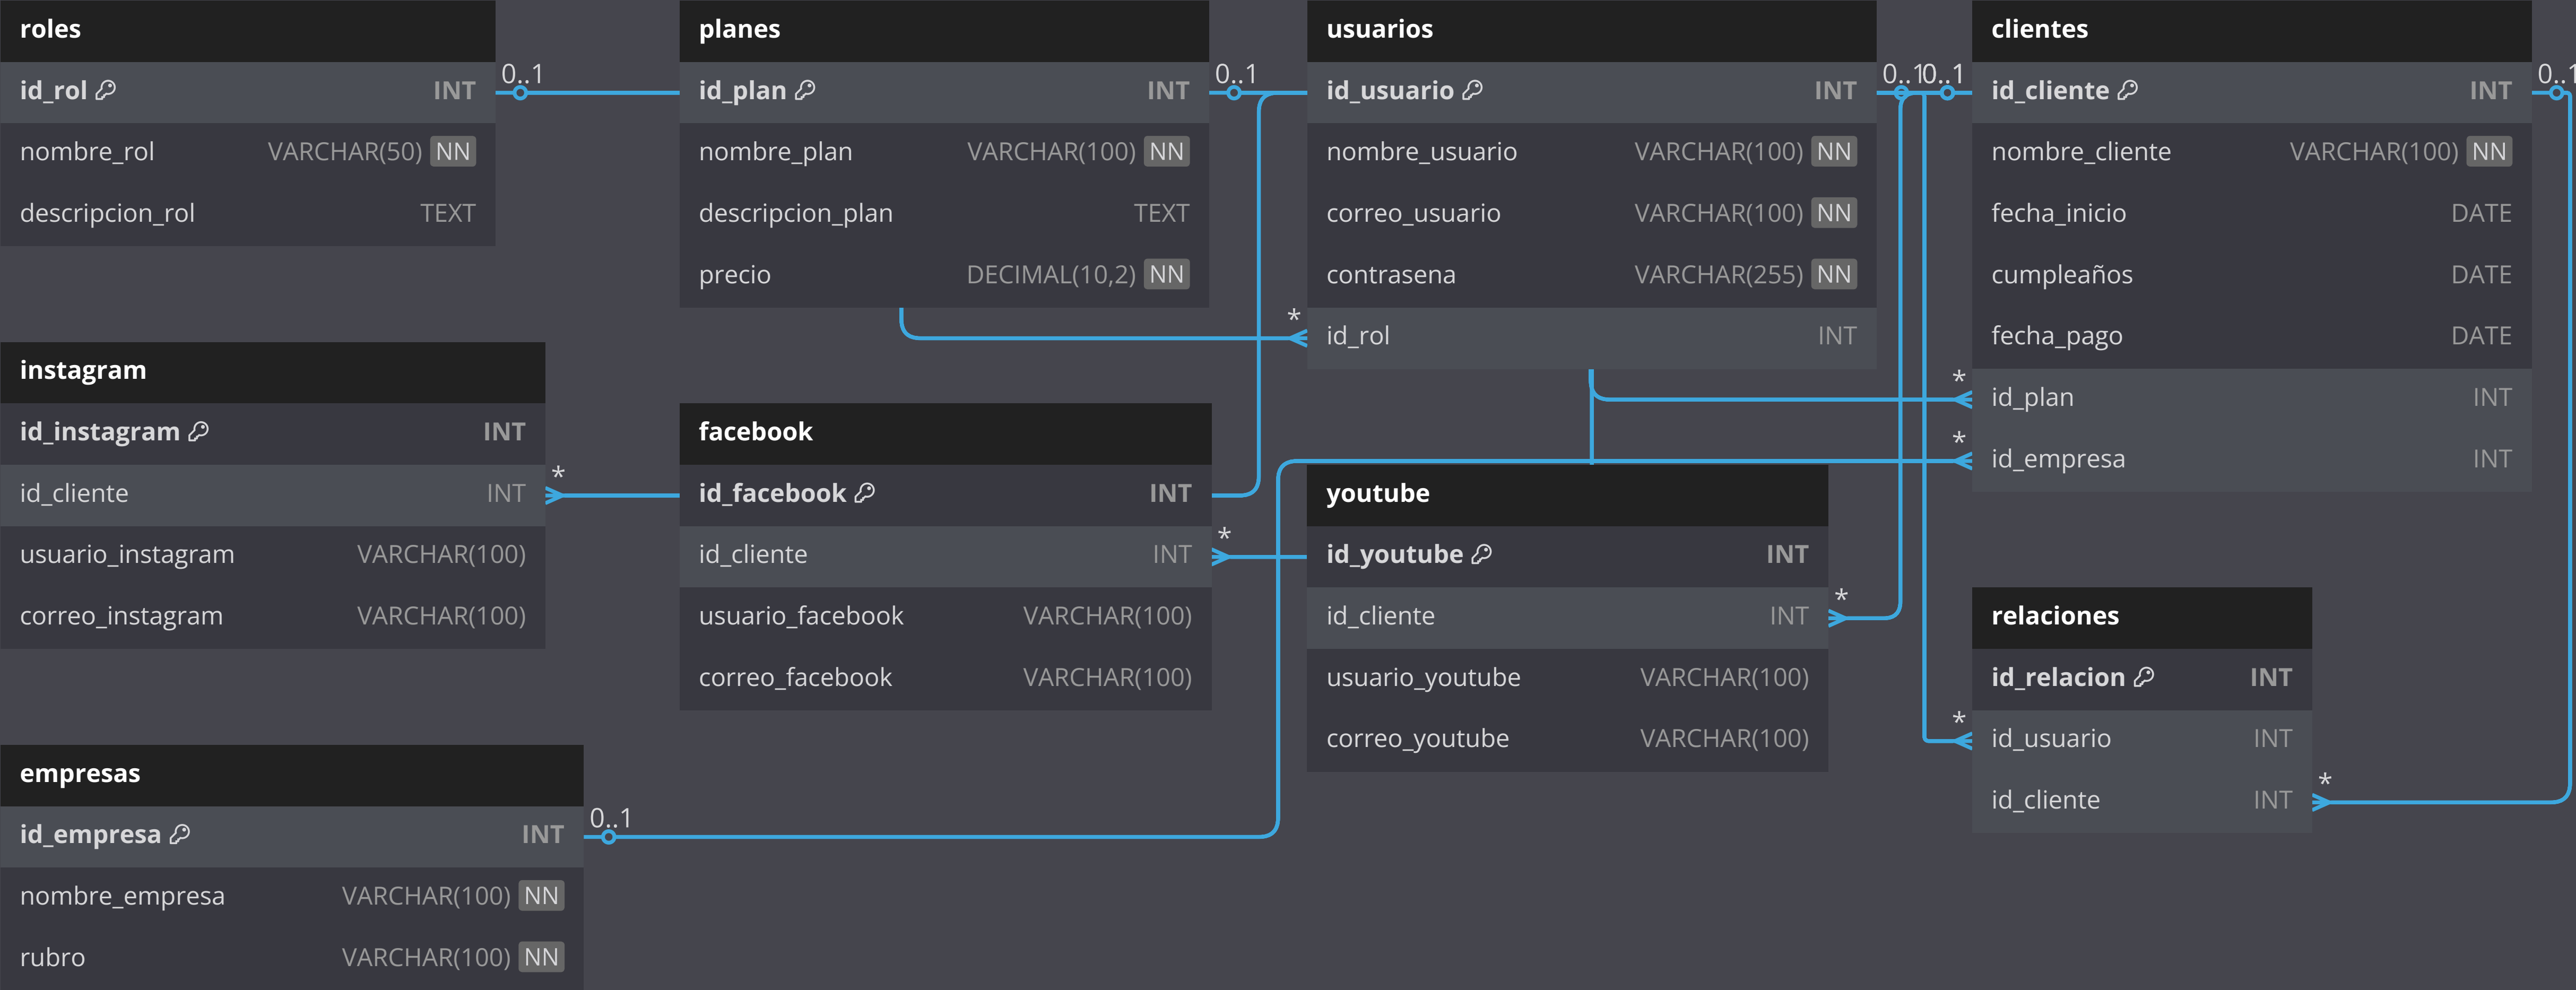 roles
id_rol INT
nombre_rol VARCHAR(50) NN
descripcion_rol TEXT
0..1
planes
id_plan INT
nombre_plan VARCHAR(100) NN
descripcion_plan TEXT
precio DECIMAL(10,2) NN
0..1
usuarios
id_usuario INT
nombre_usuario VARCHAR(100) NN
correo_usuario VARCHAR(100) NN
contrasena VARCHAR(255) NN
* id_rol INT
0..1 0..1
clientes
id_cliente INT
nombre_cliente VARCHAR(100) NN
fecha_inicio DATE
cumpleaños DATE
fecha_pago DATE
* id_plan INT
* id_empresa INT
0..1
instagram
id_instagram INT
id_cliente INT *
usuario_instagram VARCHAR(100)
correo_instagram VARCHAR(100)
facebook
id_facebook INT
id_cliente INT *
usuario_facebook VARCHAR(100)
correo_facebook VARCHAR(100)
youtube
id_youtube INT
id_cliente INT *
usuario_youtube VARCHAR(100)
correo_youtube VARCHAR(100)
relaciones
id_relacion INT
* id_usuario INT
id_cliente INT *
empresas
id_empresa INT
0..1
nombre_empresa VARCHAR(100) NN
rubro VARCHAR(100) NN